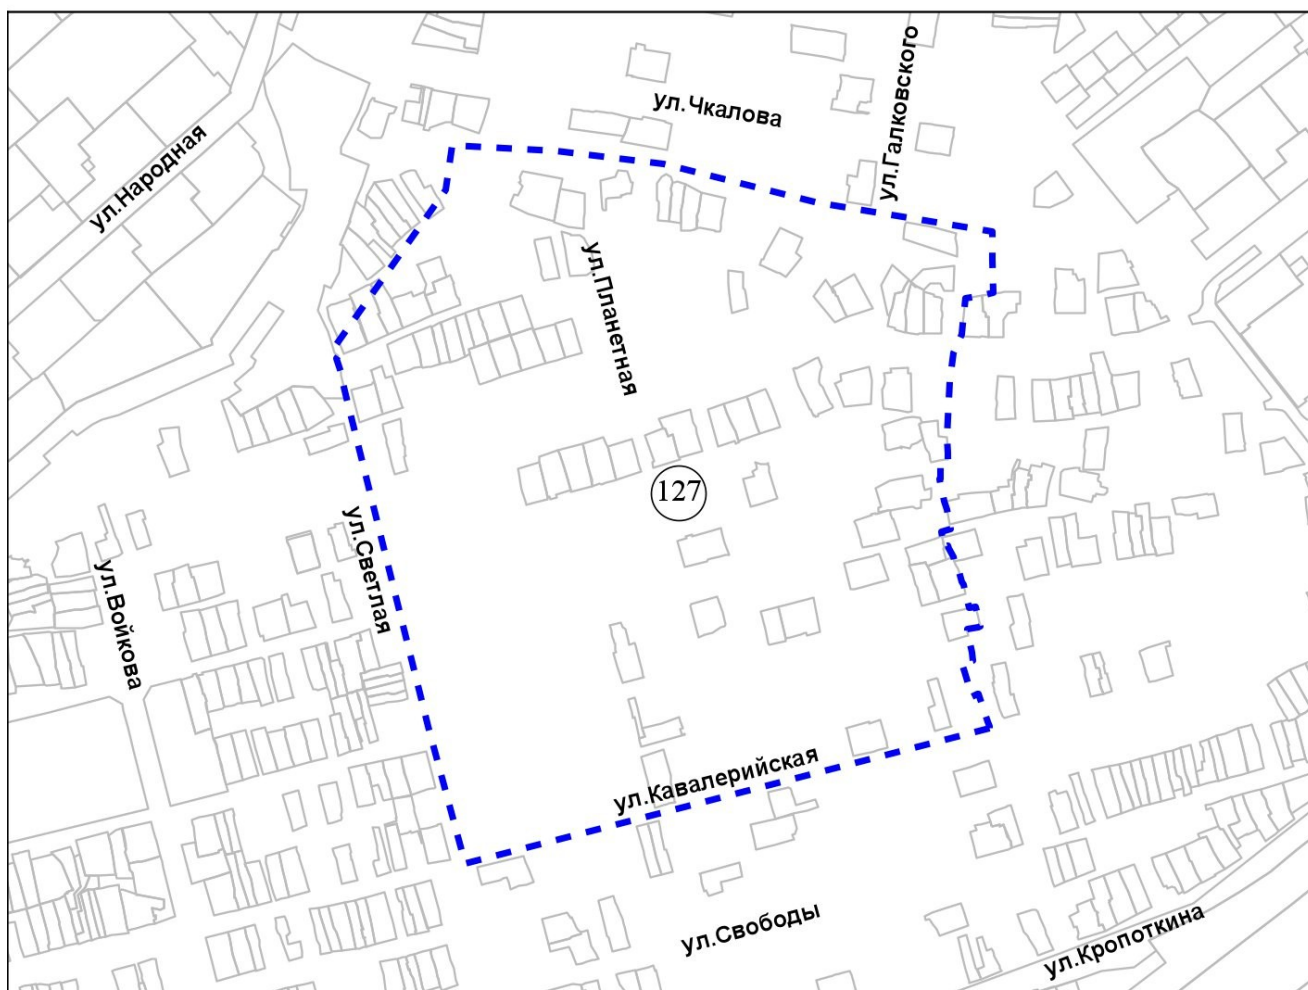 ул.Чкалова
ул.Галковского
ул.Народная
ул.Планетная
127
ул.Светлая
ул.Войкова
ул.Кавалерийская
ул.Свободы
ул.Кропоткина